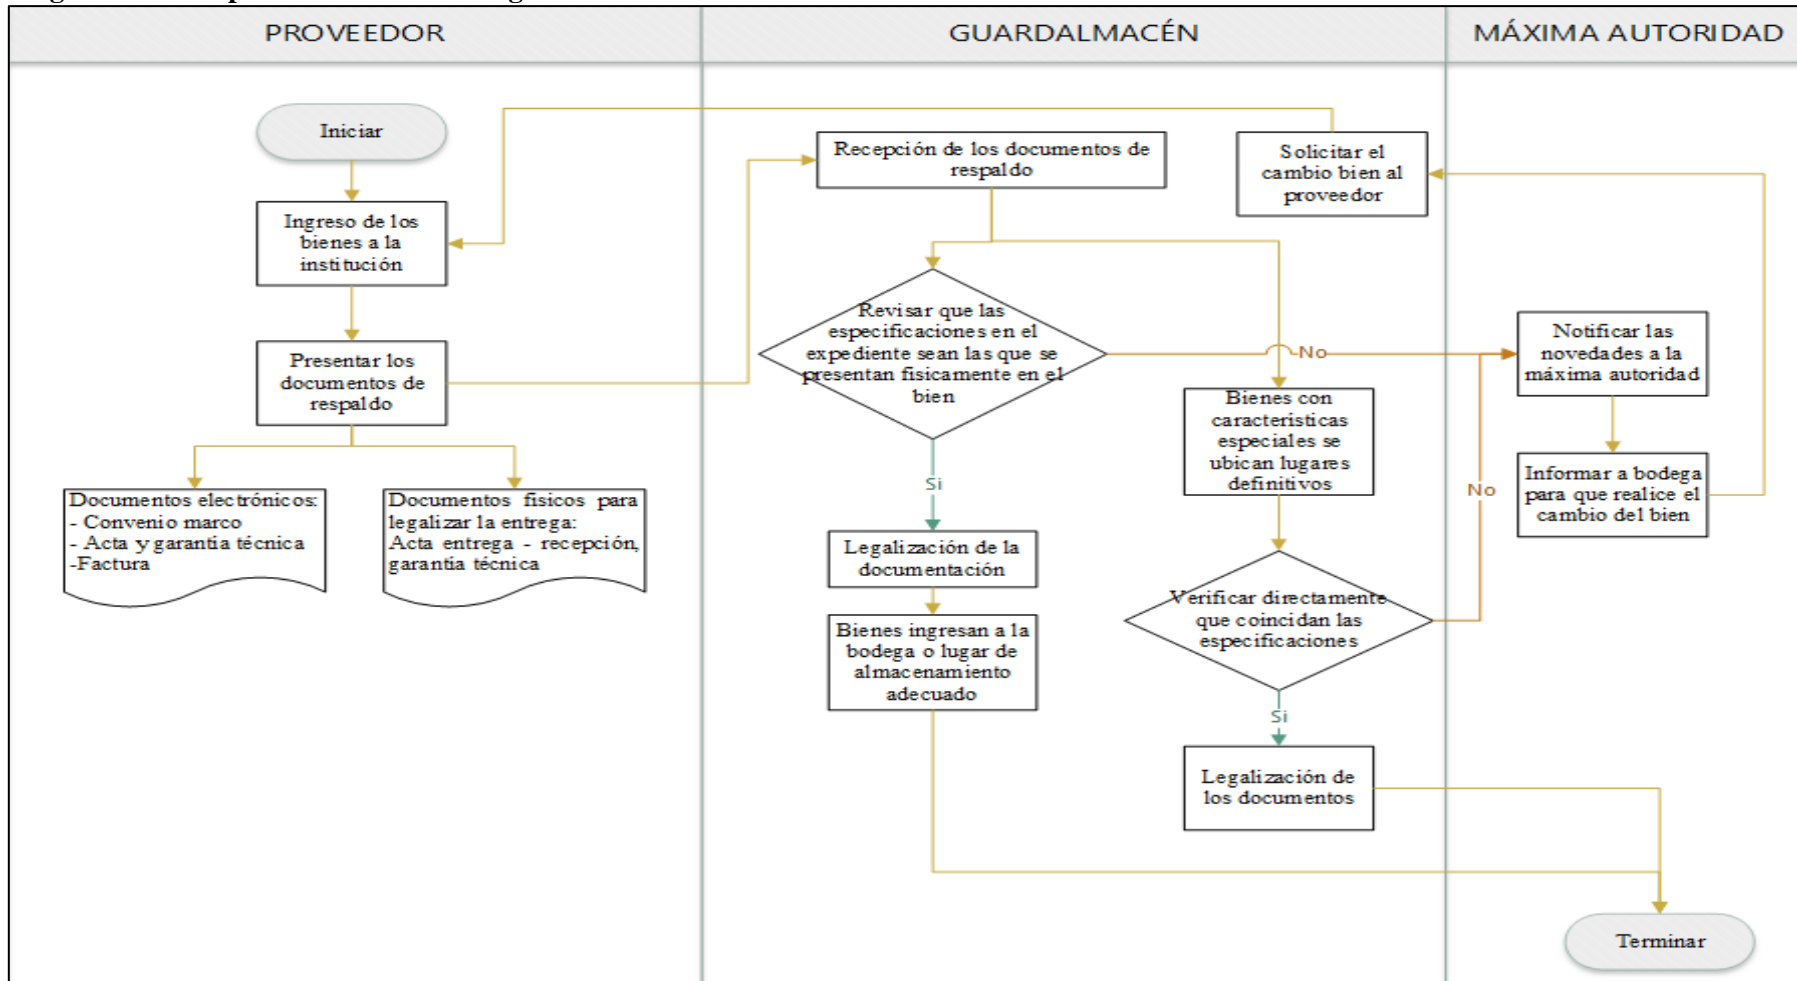 PROVEEDOR
GUARDALMACÉN
MÁXIMA AUTORIDAD
Iniciar
Ingreso de los
bienes a la
institución
Presentar los
documentos de
respaldo
Documentos electrónicos:
- Convenio marco
- Acta y garantía técnica
-Factura
Documentos físicos para
legalizar la entrega:
Acta entrega - recepción,
garantía técnica
Recepción de los documentos de
respaldo
Solicitar el
cambio bien al
proveedor
Revisar que las
especificaciones en el
expediente sean las que se
presentan fisicamente en el
bien
No
Si
Legalización de la
documentación
Bienes ingresan a la
bodega o lugar de
almacenamiento
adecuado
Bienes con
características
especiales se
ubican lugares
definitivos
Verificar directamente
que coincidan las
especificaciones
No
Si
Legalización de
los documentos
Notificar las
novedades a la
máxima autoridad
Informar a bodega
para que realice el
cambio del bien
Terminar